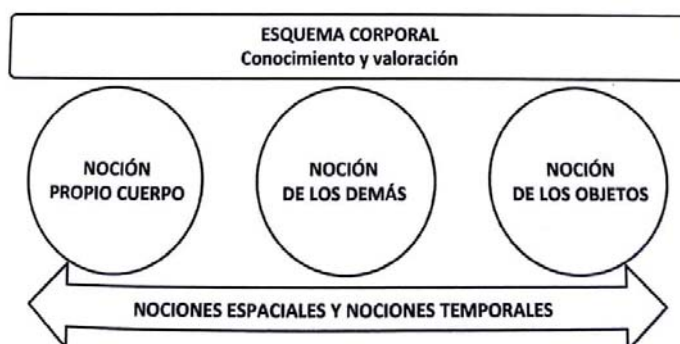 ESQUEMA CORPORAL
Conocimiento y valoración
NOCIÓN
PROPIO CUERPO
NOCIÓN
DE LOS DEMÁS
NOCIÓN
DE LOS OBJETOS
NOCIONES ESPACIALES Y NOCIONES TEMPORALES